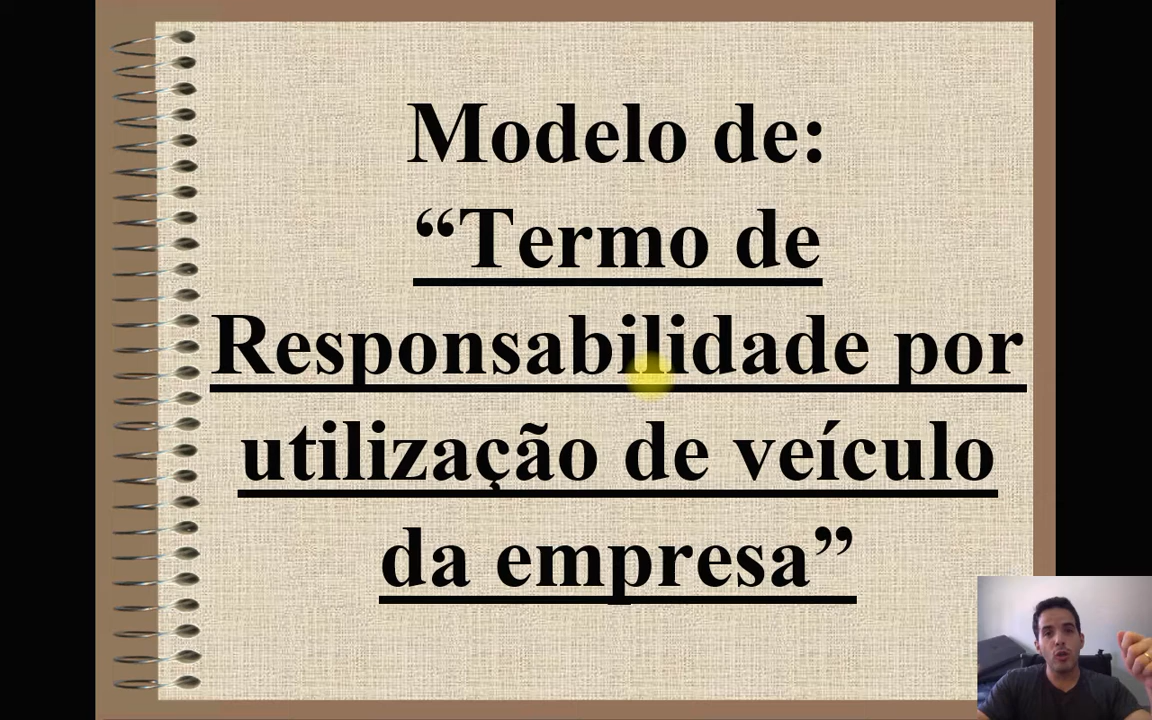 Modelo de:
“Termo de
Responsabilidade por
utilização de veículo
da empresa”